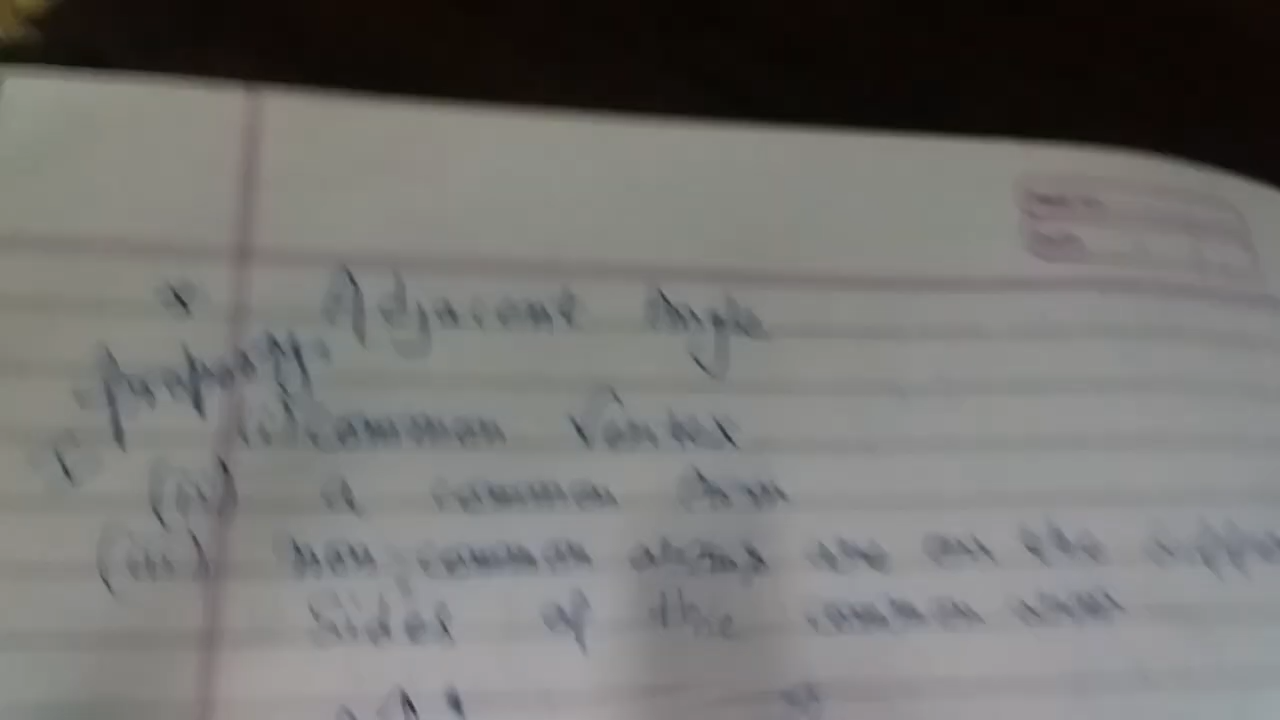 x Adjacent Angle
property:
(i) common vertex
(ii) a common Arm
(iii) non-common arms are on the
sides of the common arm